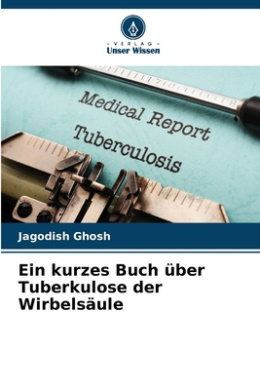 VERLAG
Unser Wissen
Medical Report
Tuberculosis
Jagodish Ghosh
Ein kurzes Buch über
Tuberkulose der
Wirbelsäule